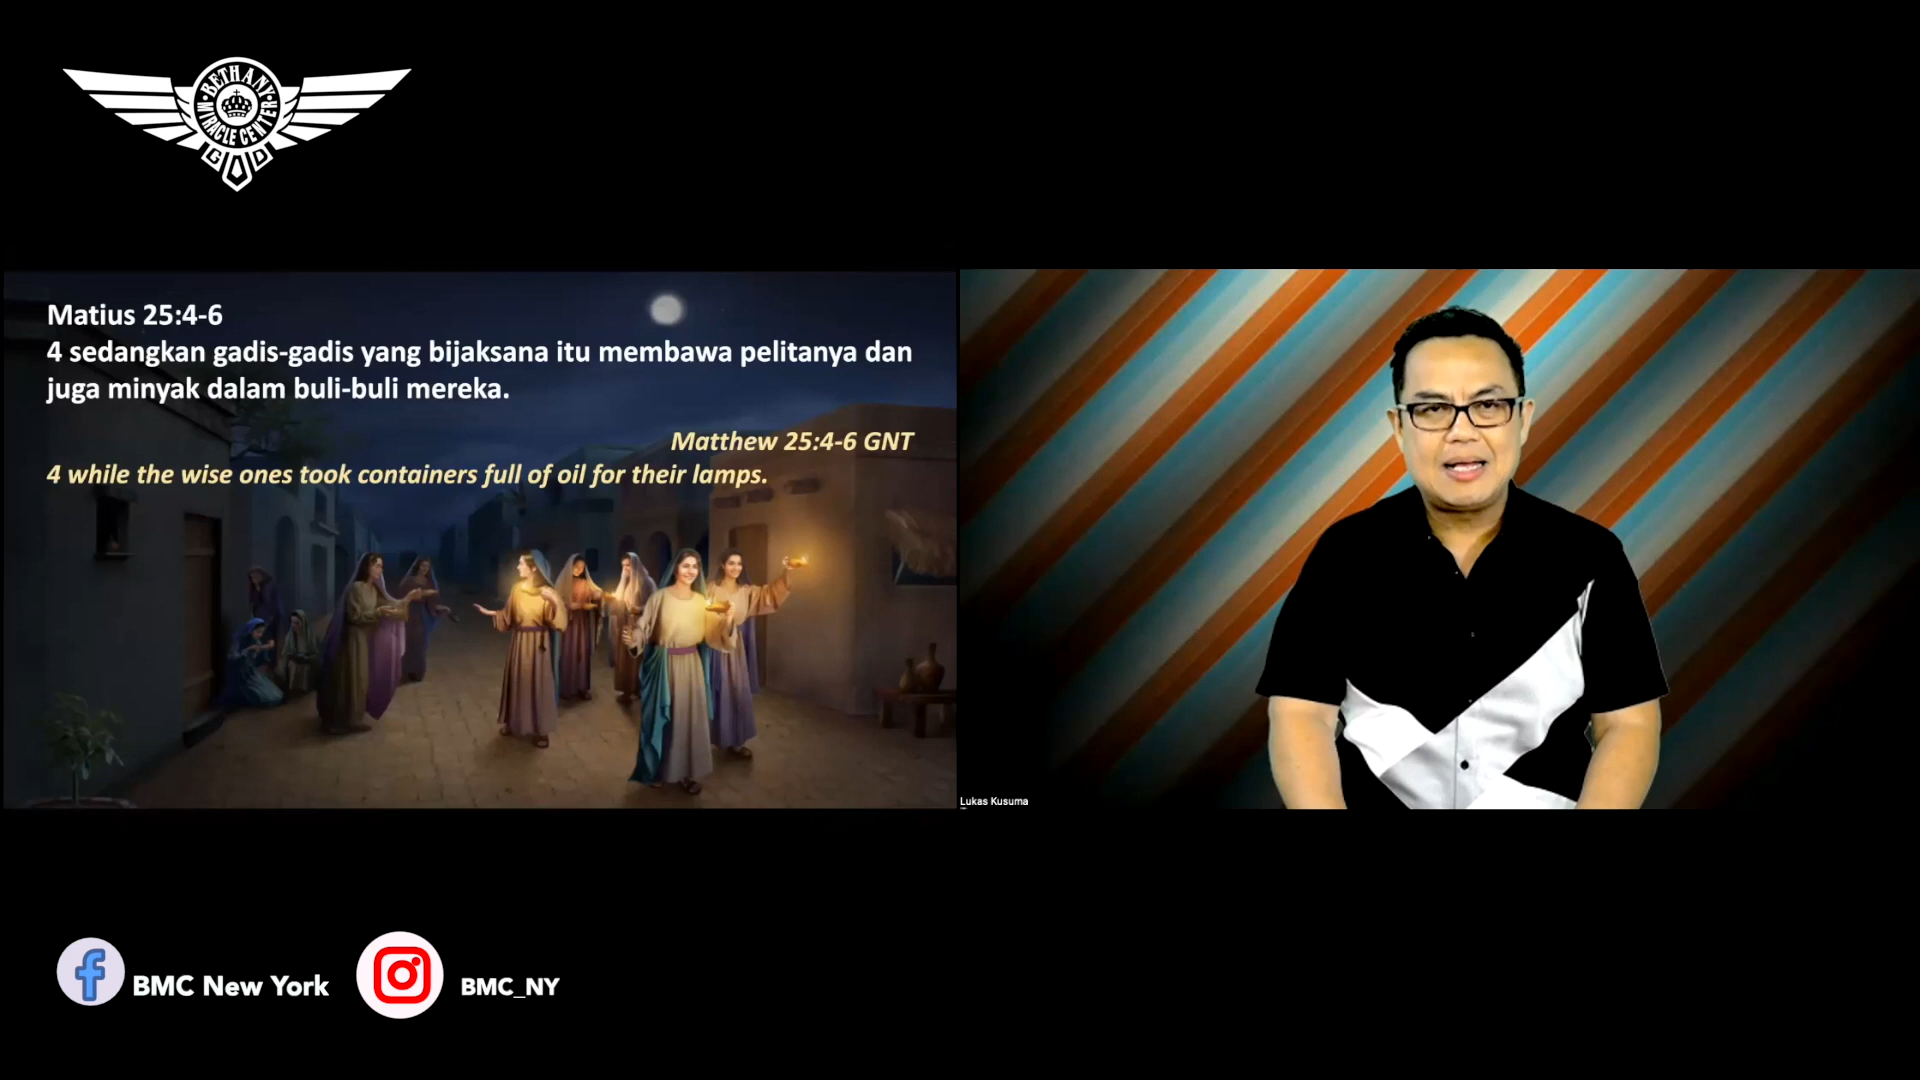 BETHANY
MIRACLE CENTER
Matius 25:4-6
4 sedangkan gadis-gadis yang bijaksana itu membawa pelitanya dan
juga minyak dalam buli-buli mereka.
Matthew 25:4-6 GNT
4 while the wise ones took containers full of oil for their lamps.
Lukas Kusuma
BMC New York
BMC_NY